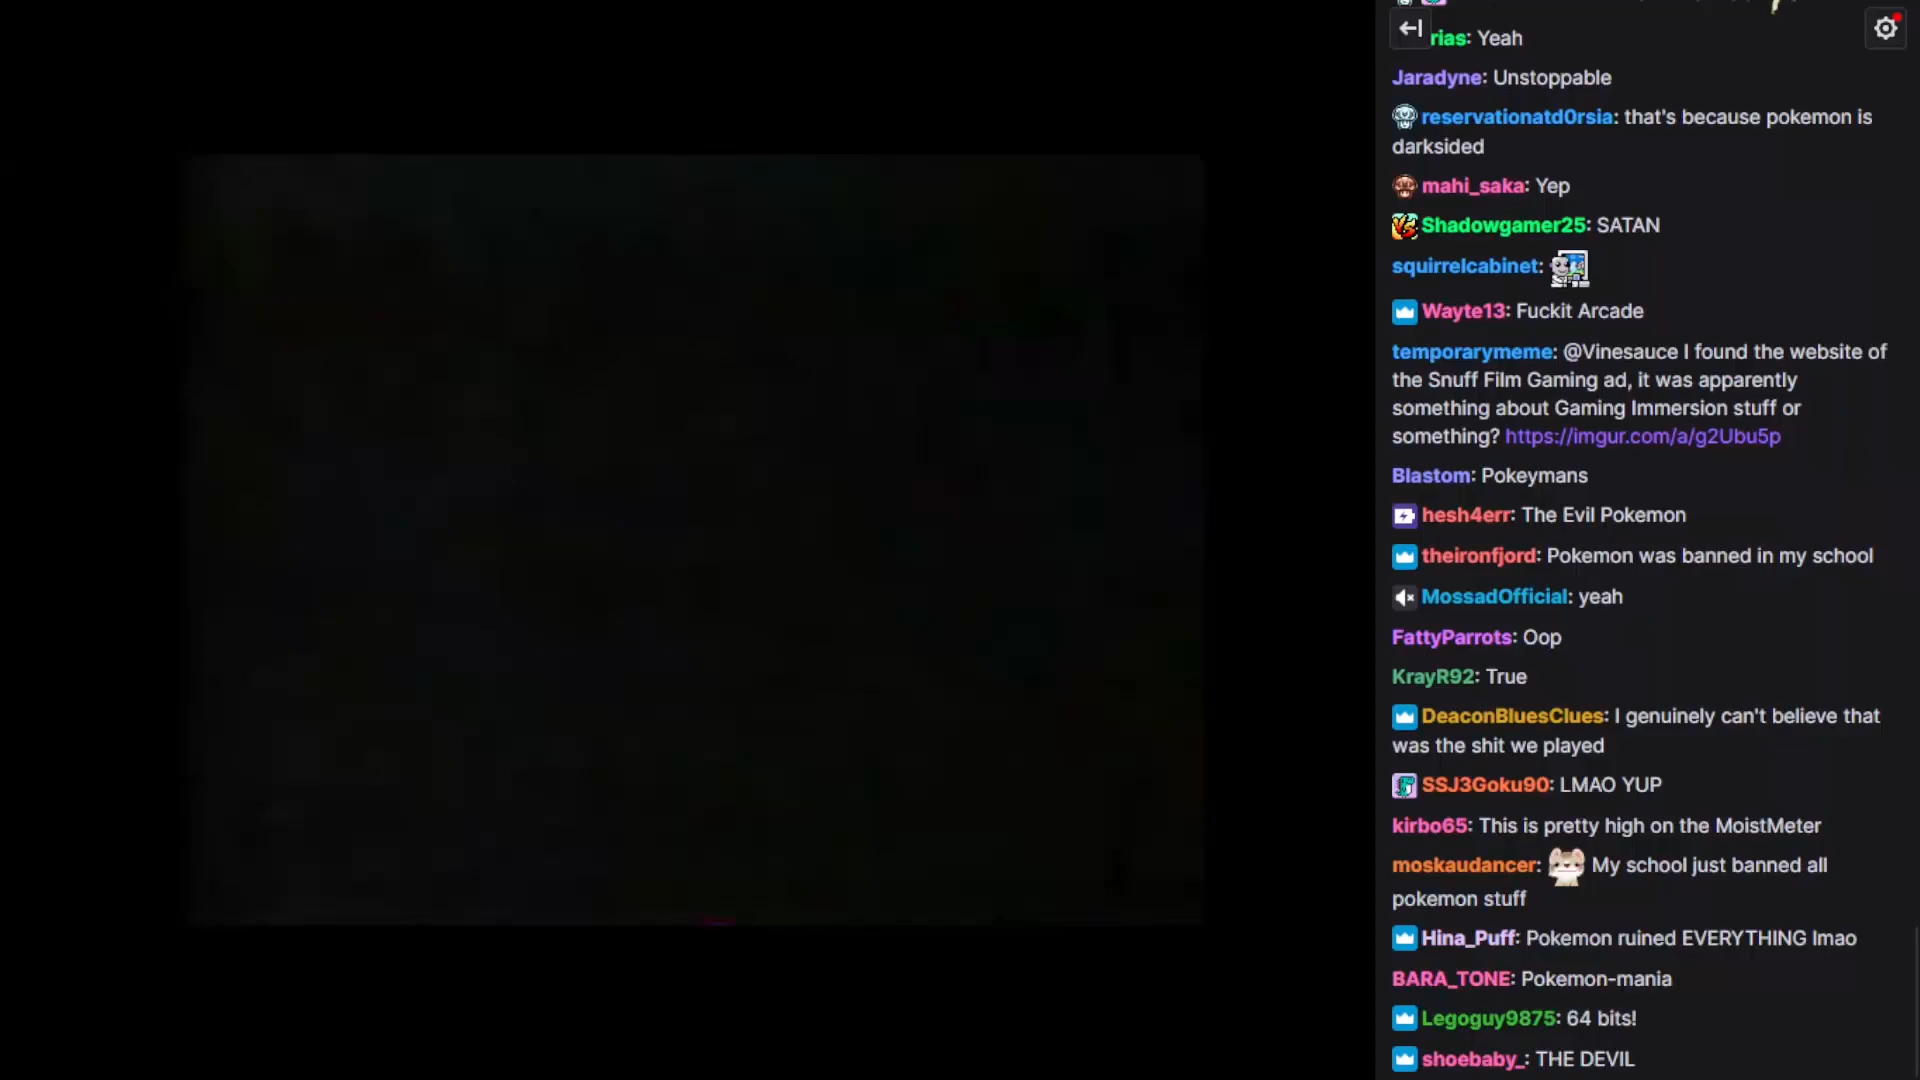 rias: Yeah
Jaradyne: Unstoppable
reservationatd0rsia: that's because pokemon is
darksided
mahi_saka: Yep
Shadowgamer25: SATAN
squirrelcabinet:
Wayte13: Fuckit Arcade
temporarymeme: @Vinesauce I found the website of
the Snuff Film Gaming ad, it was apparently
something about Gaming Immersion stuff or
something? https://imgur.com/a/g2Ubu5p
Blastom: Pokeymans
hesh4err: The Evil Pokemon
theironfjord: Pokemon was banned in my school
MossadOfficial: yeah
FattyParrots: Oop
KrayR92: True
DeaconBluesClues: I genuinely can't believe that
was the shit we played
SSJ3Goku90: LMAO YUP
kirbo65: This is pretty high on the MoistMeter
moskaudancer: My school just banned all
pokemon stuff
Hina_Puff: Pokemon ruined EVERYTHING lmao
BARA_TONE: Pokemon-mania
Legoguy9875: 64 bits!
shoebaby_: THE DEVIL